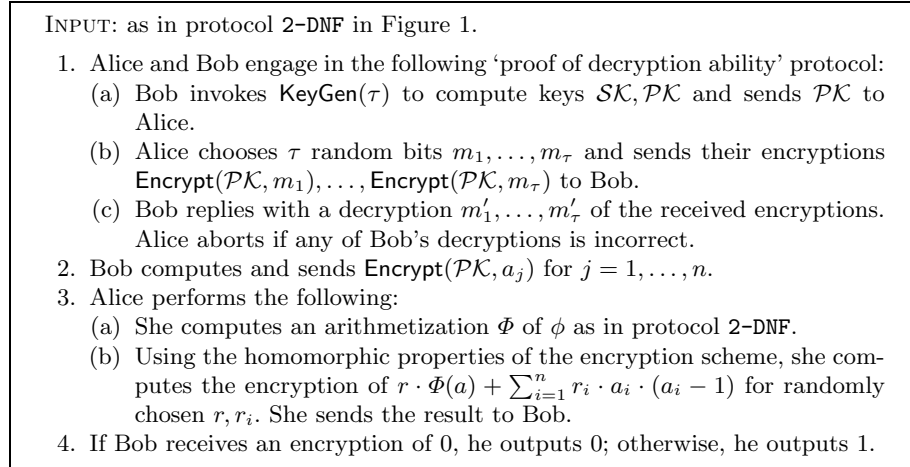 INPUT: as in protocol 2-DNF in Figure 1.
1. Alice and Bob engage in the following ‘proof of decryption ability’ protocol:
(a) Bob invokes KeyGen(τ) to compute keys 𝒮𝒦, 𝒫𝒦 and sends 𝒫𝒦 to
Alice.
(b) Alice chooses τ random bits m₁, . . . , m_τ and sends their encryptions
Encrypt(𝒫𝒦, m₁), . . . , Encrypt(𝒫𝒦, m_τ) to Bob.
(c) Bob replies with a decryption m′₁, . . . , m′_τ of the received encryptions.
Alice aborts if any of Bob’s decryptions is incorrect.
2. Bob computes and sends Encrypt(𝒫𝒦, a_j) for j = 1, . . . , n.
3. Alice performs the following:
(a) She computes an arithmetization Φ of ϕ as in protocol 2-DNF.
(b) Using the homomorphic properties of the encryption scheme, she com-
putes the encryption of r · Φ(a) + ∑ⁿᵢ₌₁ rᵢ · aᵢ · (aᵢ − 1) for randomly
chosen r, rᵢ. She sends the result to Bob.
4. If Bob receives an encryption of 0, he outputs 0; otherwise, he outputs 1.